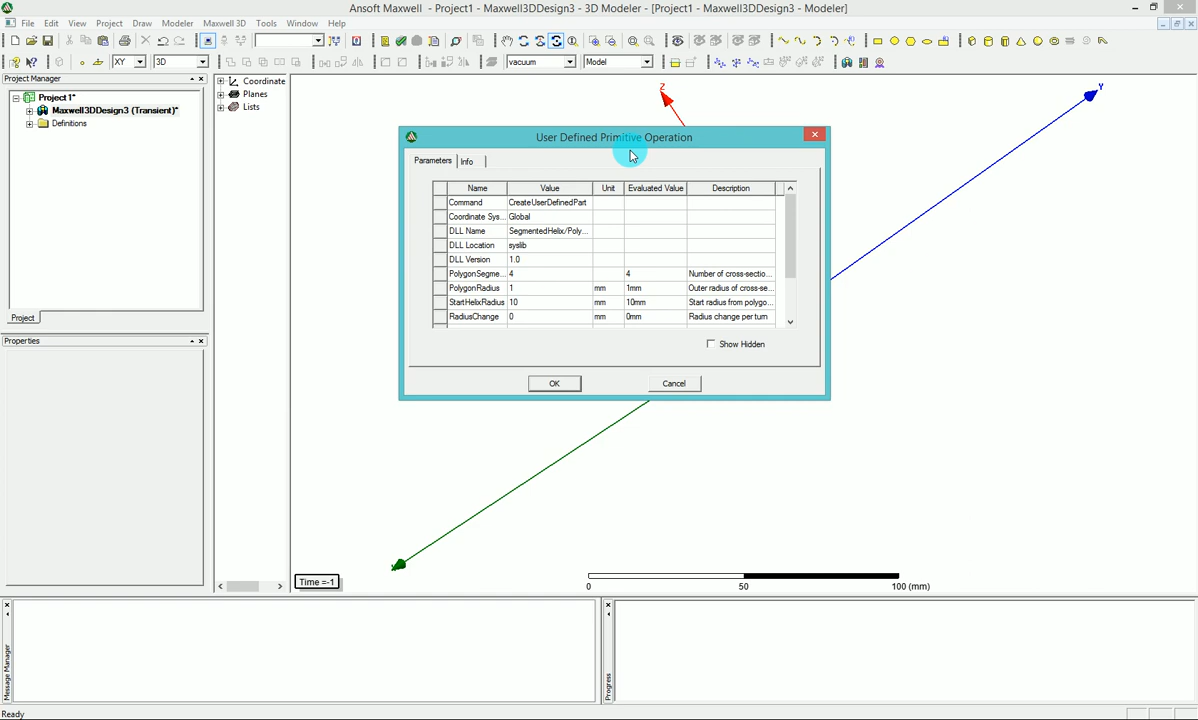 Ansoft Maxwell - Project1 - Maxwell3DDesign3 - 3D Modeler - [Project1 - Maxwell3DDesign3 - Modeler]
File Edit View Project Draw Modeler Maxwell 3D Tools Window Help
XY 3D vacuum Model
Project Manager
Project1*
Maxwell3DDesign3 (Transient)*
Definitions
Project
Properties
Coordinate
Planes
Lists
Z
Y
User Defined Primitive Operation
Parameters Info
Name Value Unit Evaluated Value Description
Command CreateUserDefinedPart
Coordinate Sys... Global
DLL Name SegmentedHelix/Poly...
DLL Location syslib
DLL Version 1.0
PolygonSegme... 4 4 Number of cross-sectio...
PolygonRadius 1 mm 1mm Outer radius of cross-se...
StartHelixRadius 10 mm 10mm Start radius from polygo...
RadiusChange 0 mm 0mm Radius change per turn
Show Hidden
OK Cancel
Time =-1
0 50 100 (mm)
Message Manager
Progress
Ready